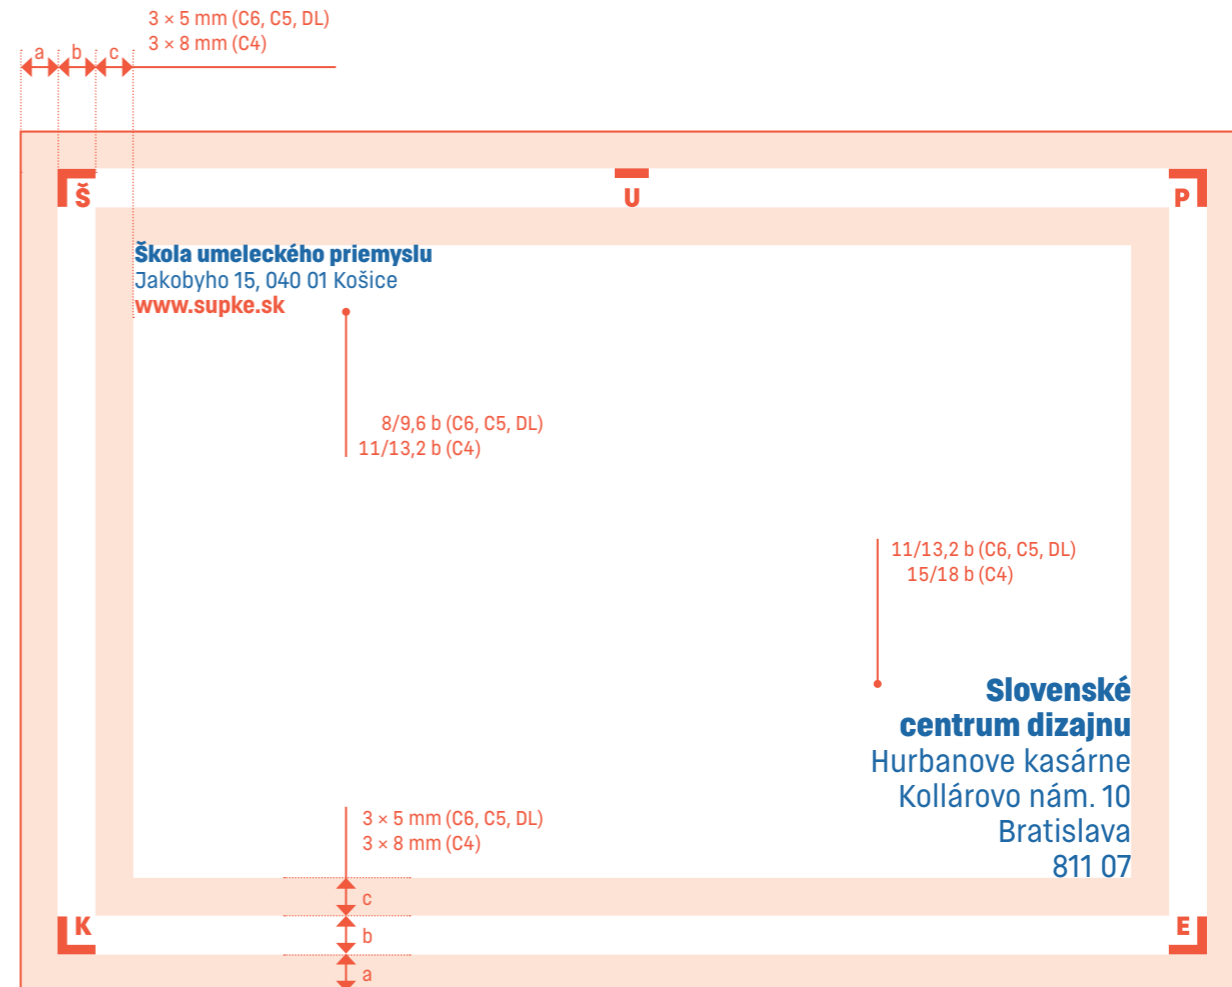 3 × 5 mm (C6, C5, DL)
3 × 8 mm (C4)
a b c
Š U P
Škola umeleckého priemyslu
Jakobyho 15, 040 01 Košice
www.supke.sk
8/9,6 b (C6, C5, DL)
11/13,2 b (C4)
11/13,2 b (C6, C5, DL)
15/18 b (C4)
Slovenské
centrum dizajnu
Hurbanove kasárne
Kollárovo nám. 10
Bratislava
811 07
3 × 5 mm (C6, C5, DL)
3 × 8 mm (C4)
c
K E
b
a